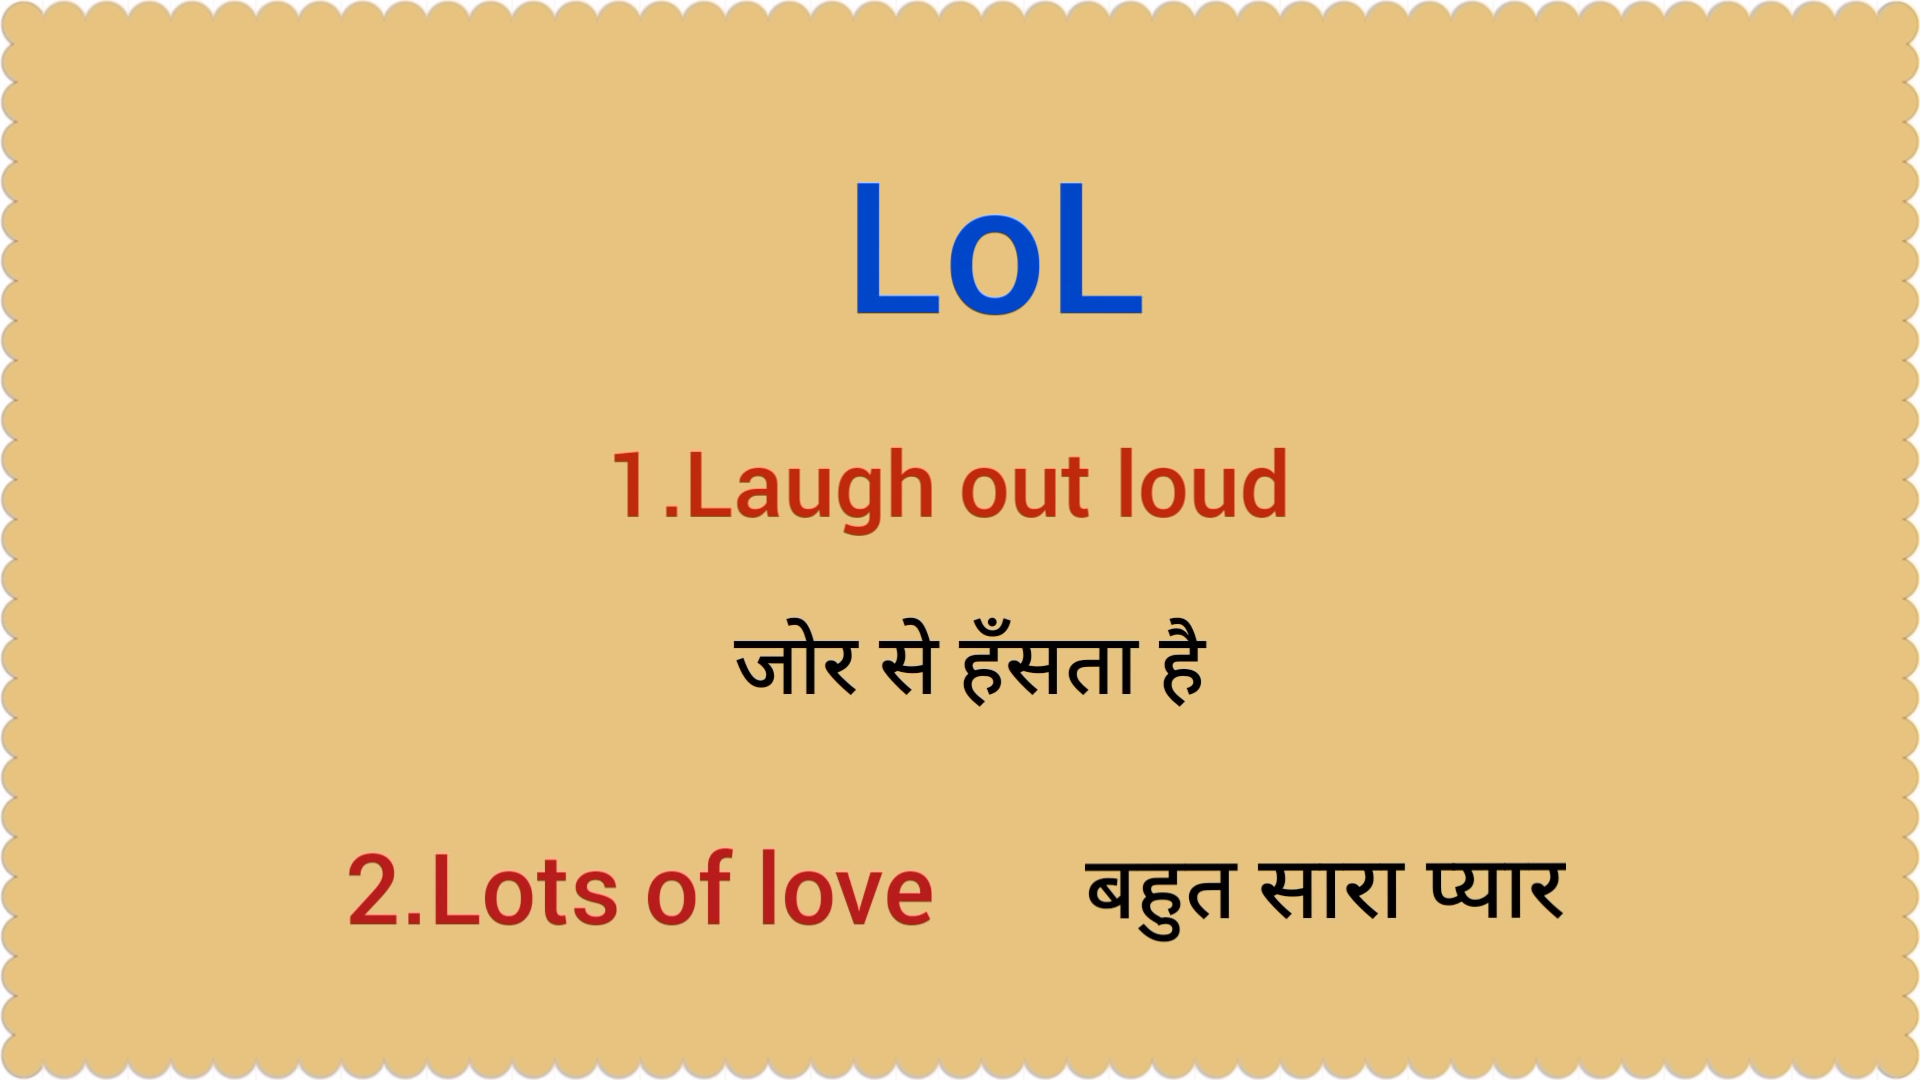 LoL
1.Laugh out loud
जोर से हँसता है
2.Lots of love बहुत सारा प्यार